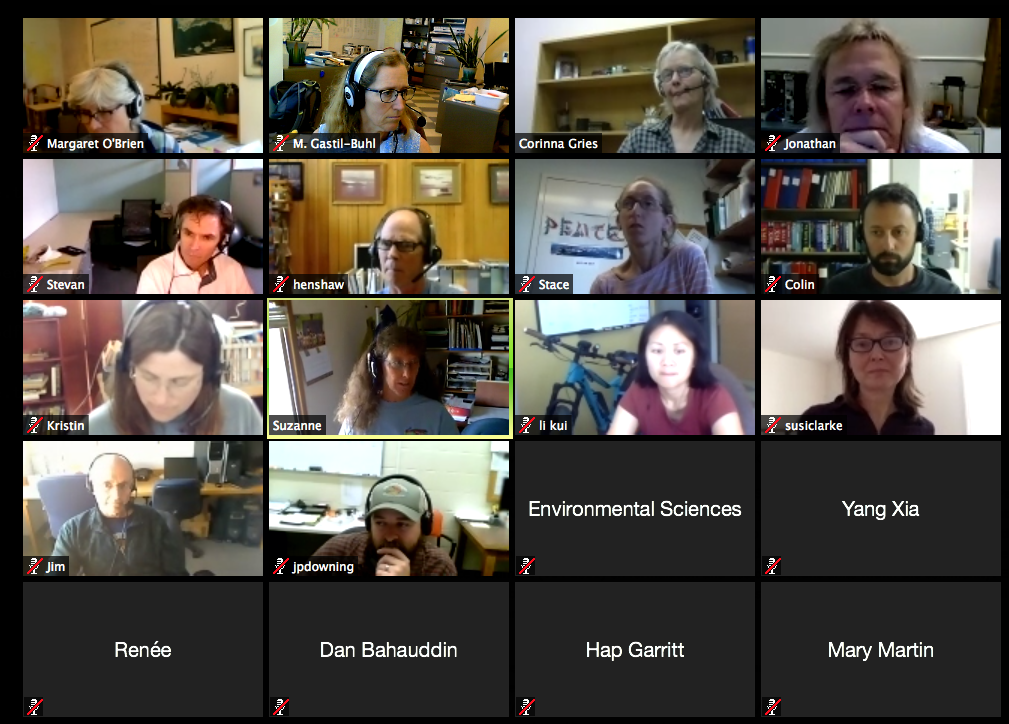 Margaret O'Brien
M. Gastil-Buhl
Corinna Gries
Jonathan
Stevan
henshaw
PEACE
Stace
Colin
Kristin
Suzanne
li kui
susiclarke
Jim
jpdowning
Environmental Sciences
Yang Xia
Renée
Dan Bahauddin
Hap Garritt
Mary Martin